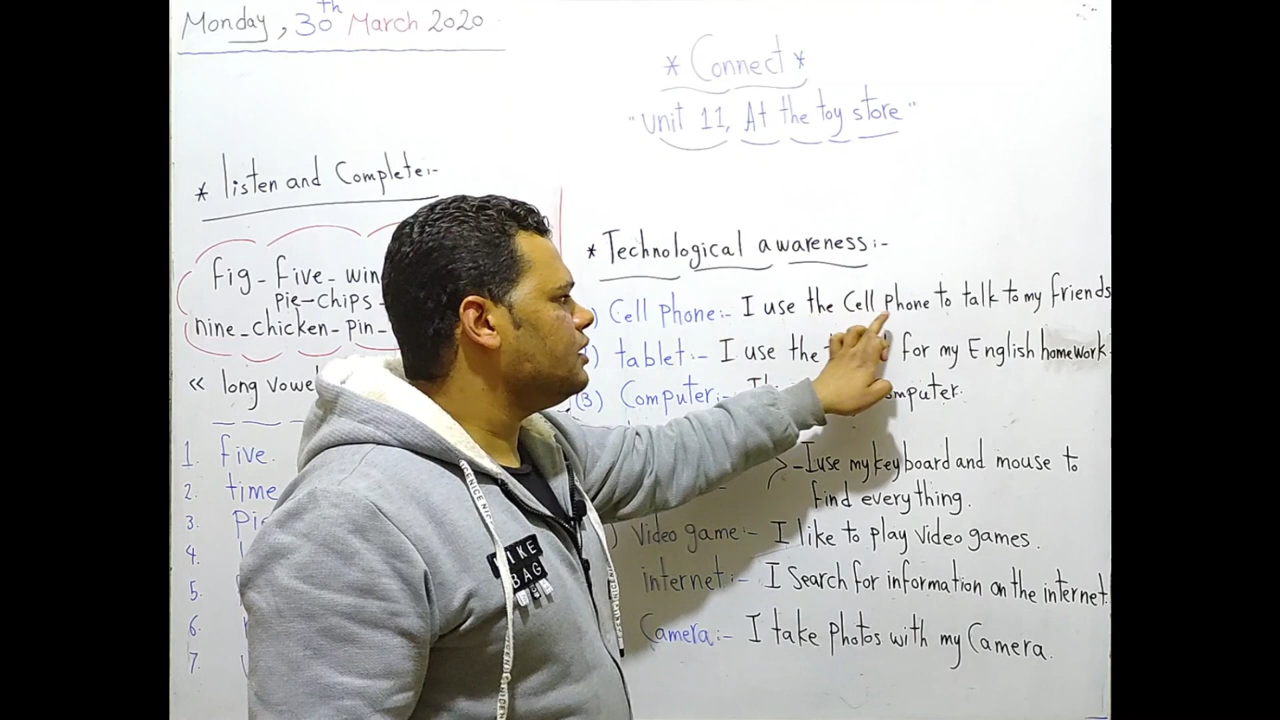 Monday, 30th March 2020
* Connect *
"Unit 11, At the toy store"
* listen and Complete:-
fig - five - win
pie - chips -
nine - chicken - pin -
<< long vowel
1. five.
2. time
3. Pie
4.
5.
6.
7.
* Technological awareness:-
) Cell phone:- I use the Cell Phone to talk to my friends
) tablet:- I use the for my English homework.
(3) Computer:- computer.
- I use my keyboard and mouse to
find everything.
) Video game:- I like to play video games.
internet:- I Search for information on the internet.
Camera:- I take photos with my Camera.
NIKE
BAG